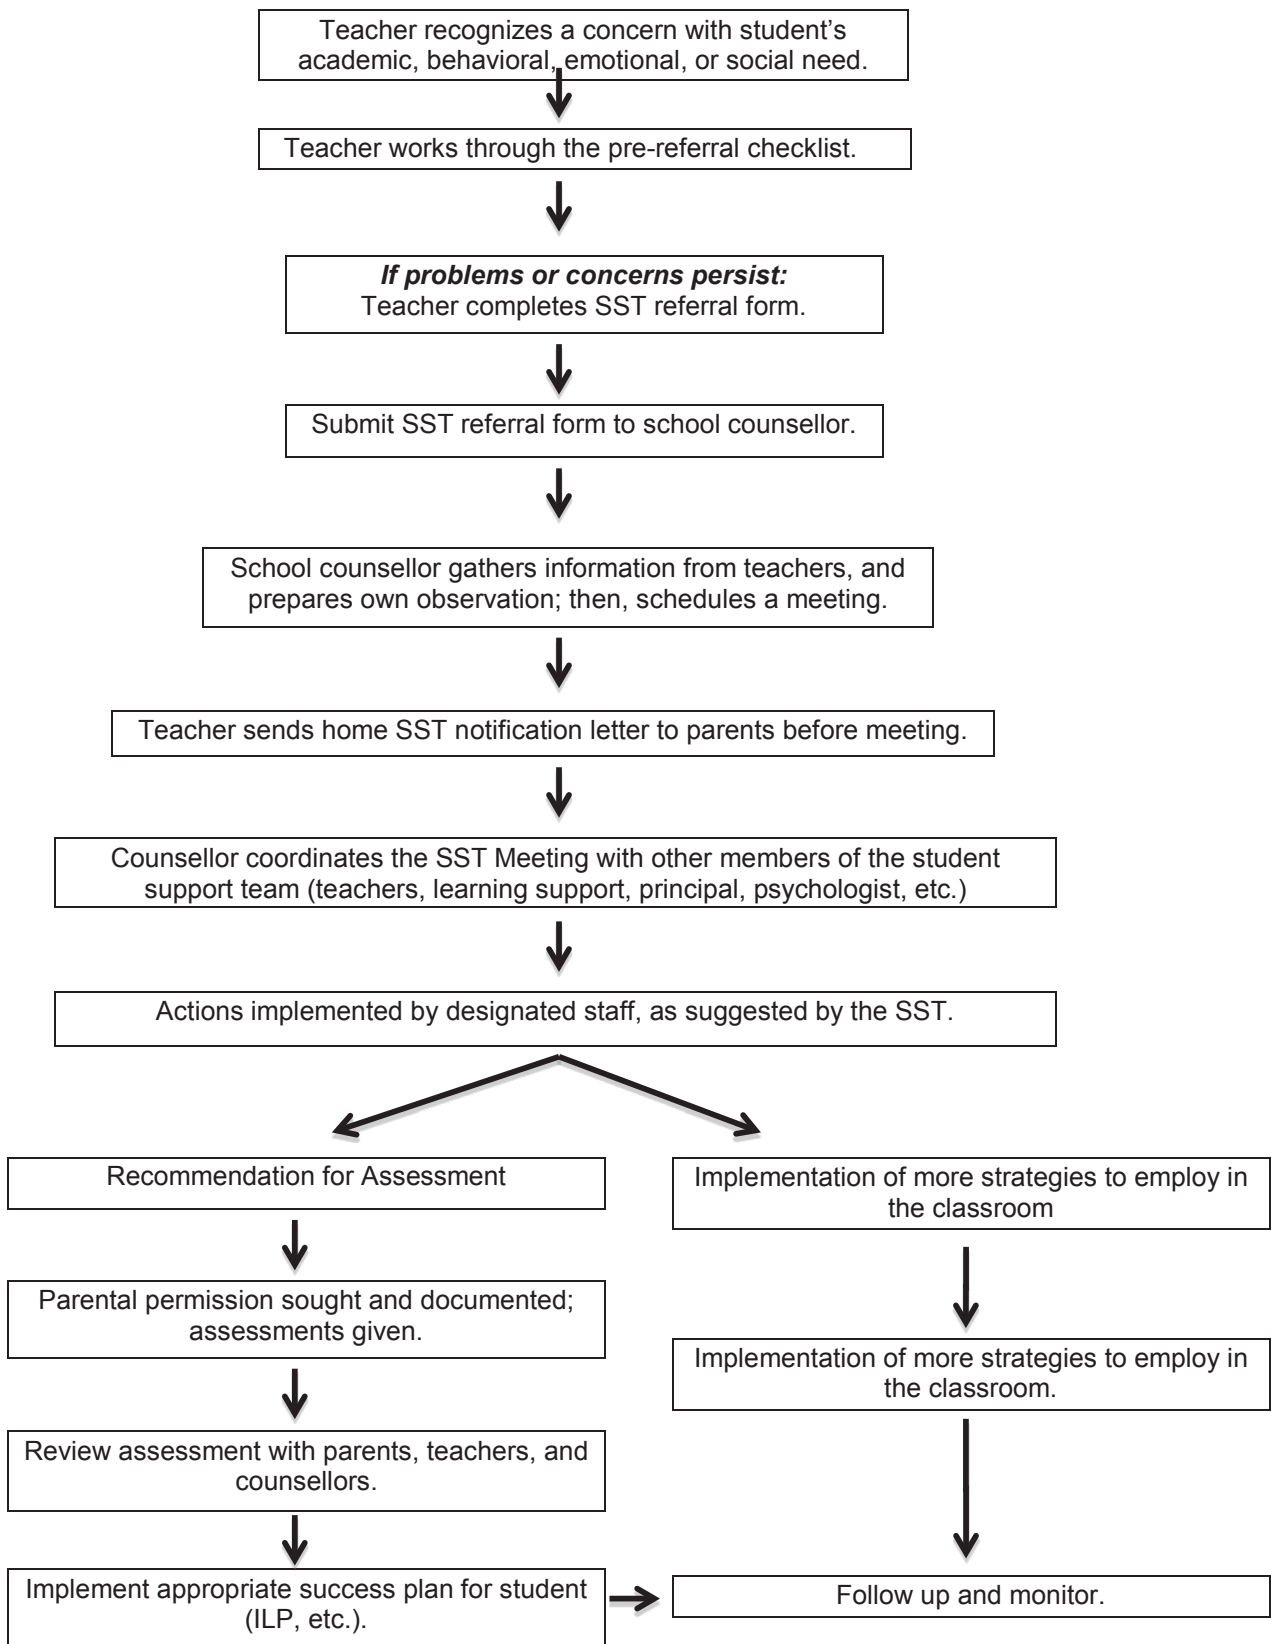 Teacher recognizes a concern with student’s
academic, behavioral, emotional, or social need.
Teacher works through the pre-referral checklist.
If problems or concerns persist:
Teacher completes SST referral form.
Submit SST referral form to school counsellor.
School counsellor gathers information from teachers, and
prepares own observation; then, schedules a meeting.
Teacher sends home SST notification letter to parents before meeting.
Counsellor coordinates the SST Meeting with other members of the student
support team (teachers, learning support, principal, psychologist, etc.)
Actions implemented by designated staff, as suggested by the SST.
Recommendation for Assessment
Parental permission sought and documented;
assessments given.
Review assessment with parents, teachers, and
counsellors.
Implement appropriate success plan for student
(ILP, etc.).
Implementation of more strategies to employ in
the classroom
Implementation of more strategies to employ in
the classroom.
Follow up and monitor.